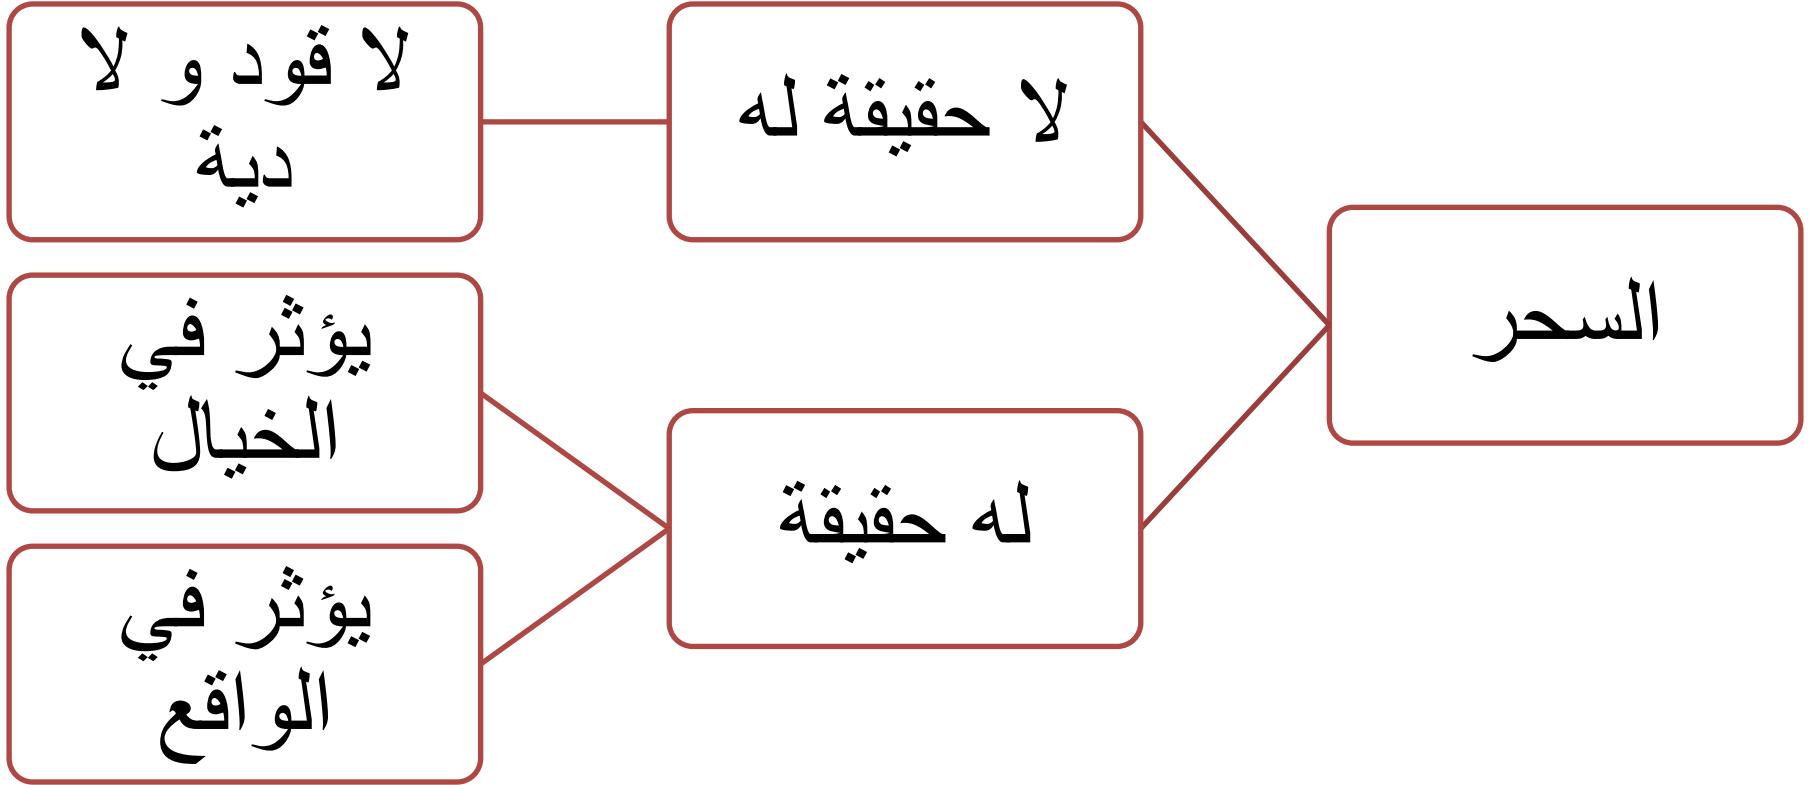 السحر
لا حقيقة له
لا قود و لا
دية
له حقيقة
يؤثر في
الخيال
يؤثر في
الواقع